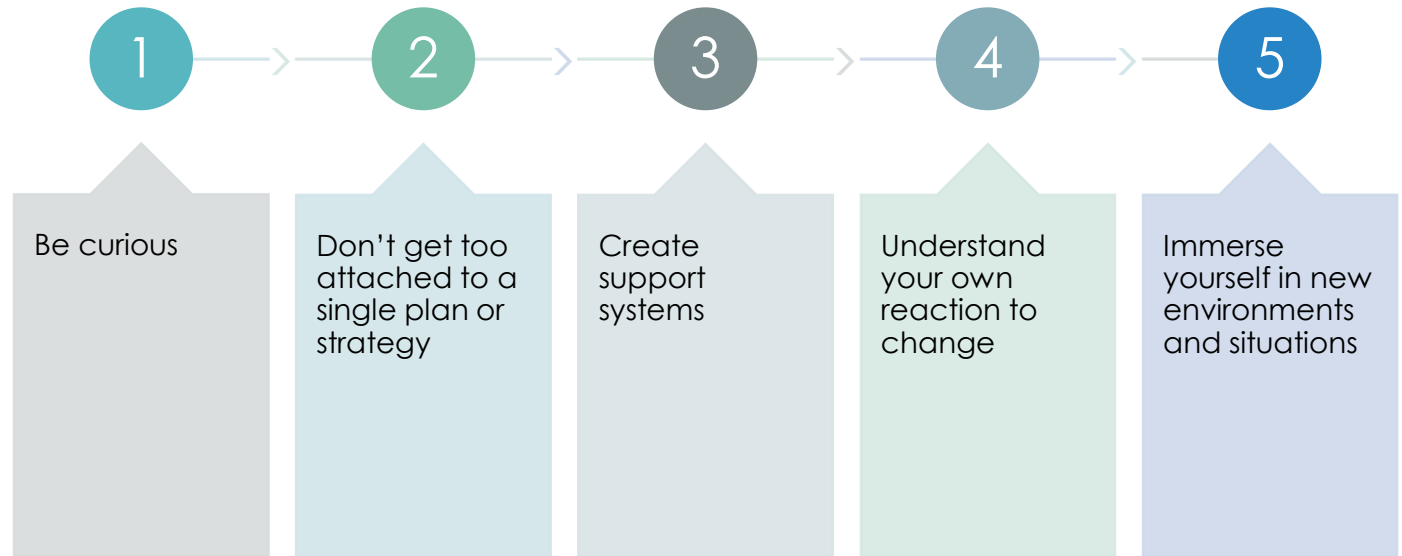 1
2
3
4
5
Be curious
Don’t get too
attached to a
single plan or
strategy
Create
support
systems
Understand
your own
reaction to
change
Immerse
yourself in new
environments
and situations